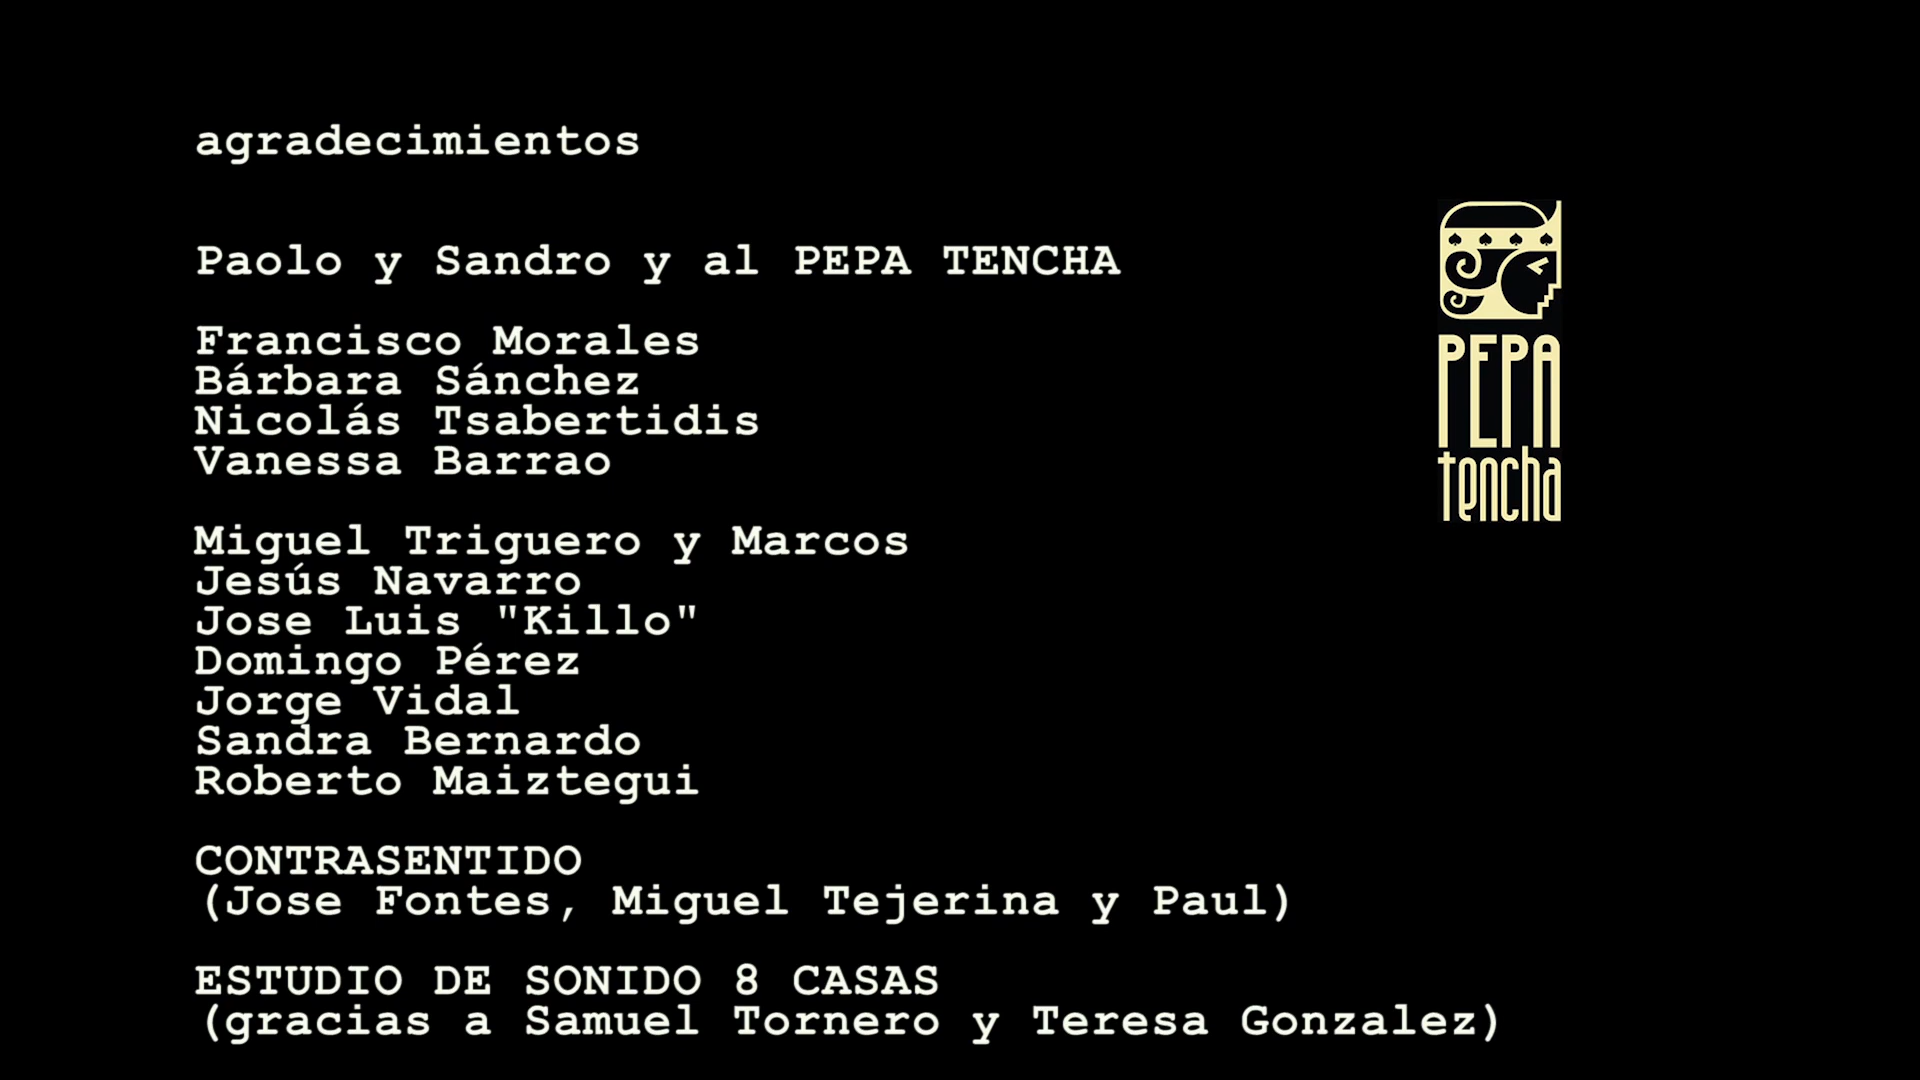 agradecimientos
Paolo y Sandro y al PEPA TENCHA
Francisco Morales
Bárbara Sánchez
Nicolás Tsabertidis
Vanessa Barrao
Miguel Triguero y Marcos
Jesús Navarro
Jose Luis "Killo"
Domingo Pérez
Jorge Vidal
Sandra Bernardo
Roberto Maiztegui
CONTRASENTIDO
(Jose Fontes, Miguel Tejerina y Paul)
ESTUDIO DE SONIDO 8 CASAS
(gracias a Samuel Tornero y Teresa Gonzalez)
PEPA
tencha